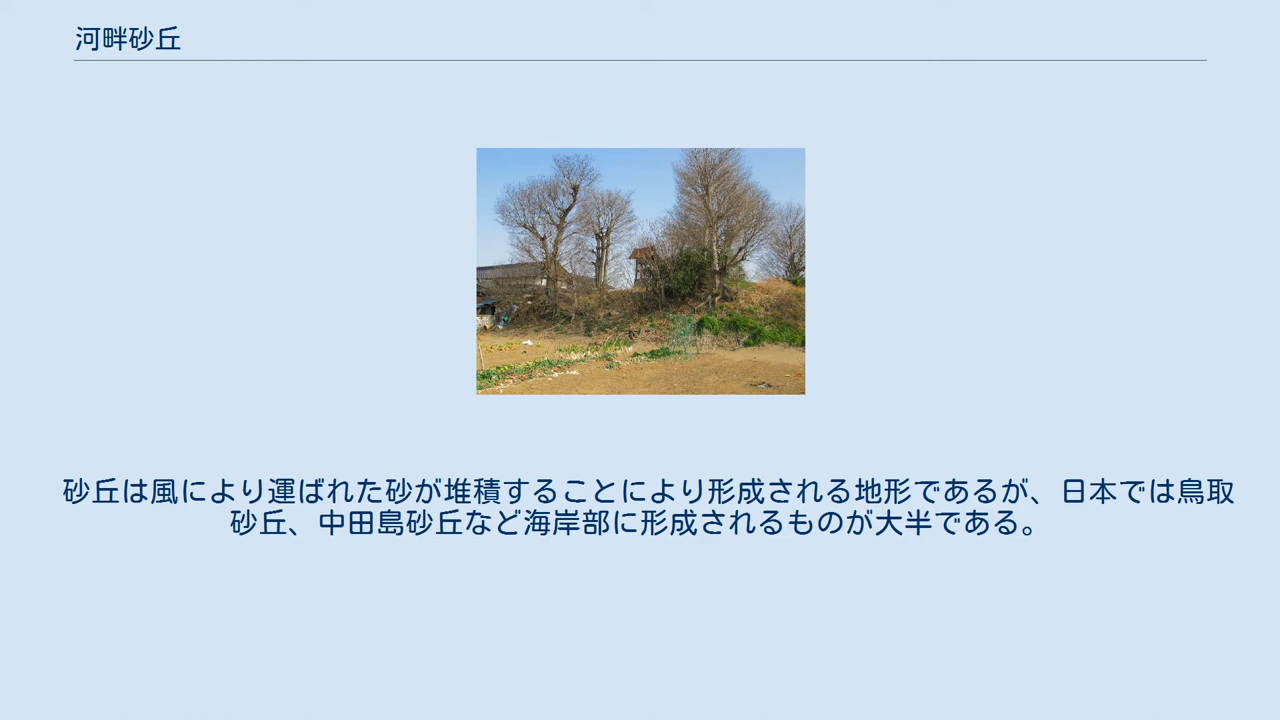 河畔砂丘
砂丘は風により運ばれた砂が堆積することにより形成される地形であるが、日本では鳥取
砂丘、中田島砂丘など海岸部に形成されるものが大半である。